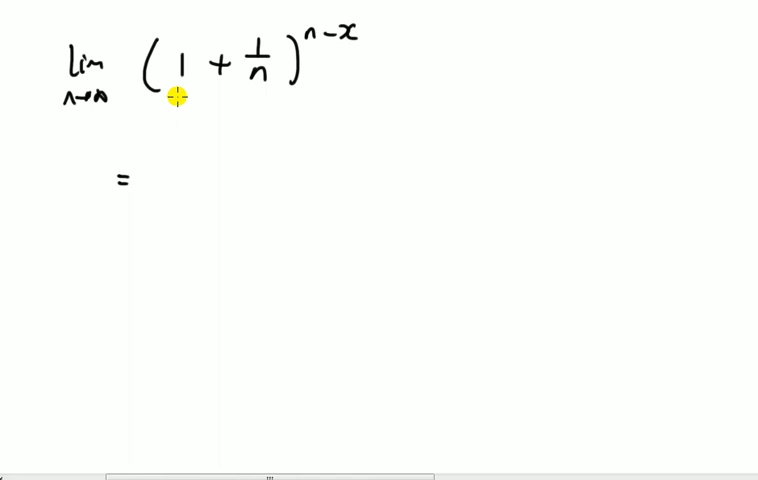 lim (1 + 1/n)^{n-x}
n→∞
=